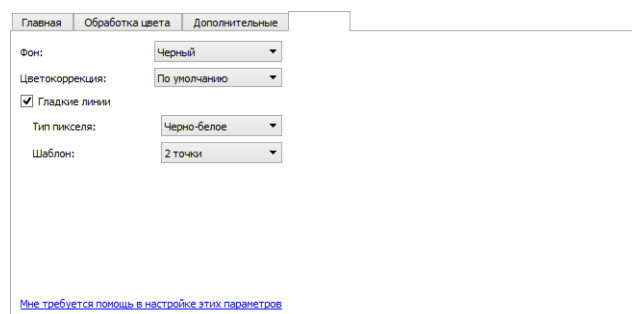 Главная Обработка цвета Дополнительные
Фон: Черный
Цветокоррекция: По умолчанию
Гладкие линии
Тип пикселя: Черно-белое
Шаблон: 2 точки
Мне требуется помощь в настройке этих параметров